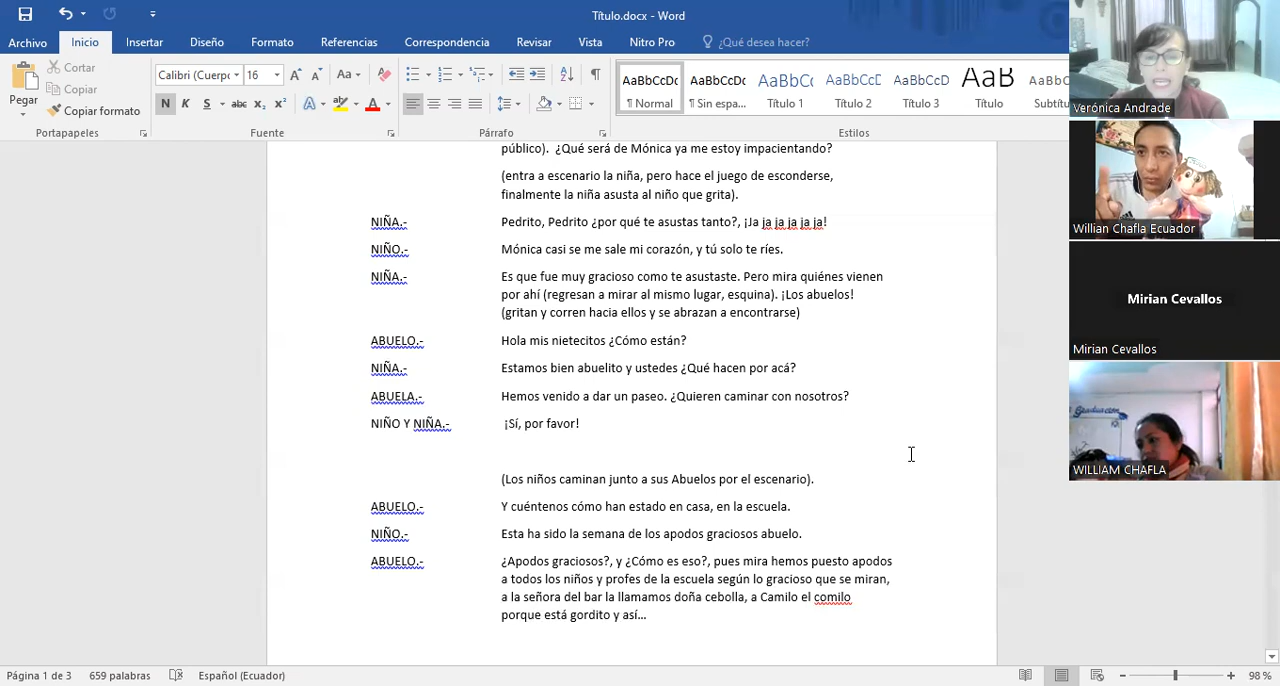 Título.docx - Word
Archivo Inicio Insertar Diseño Formato Referencias Correspondencia Revisar Vista Nitro Pro ¿Qué desea hacer?
Pegar
Cortar
Copiar
Copiar formato
Portapapeles
Calibri (Cuerpo 16
N K S abc x₂ x²
Fuente
Párrafo
AaBbCcDc AaBbCcDc AaBbCcC AaBbCcC AaBbCcD AaB AaBbCcD
¶ Normal ¶ Sin espa... Título 1 Título 2 Título 3 Título Subtítu
Estilos
público). ¿Qué será de Mónica ya me estoy impacientando?
(entra a escenario la niña, pero hace el juego de esconderse,
finalmente la niña asusta al niño que grita).
NIÑA.- Pedrito, Pedrito ¿por qué te asustas tanto?, ¡Ja ja ja ja ja ja!
NIÑO.- Mónica casi se me sale mi corazón, y tú solo te ríes.
NIÑA.- Es que fue muy gracioso como te asustaste. Pero mira quiénes vienen
por ahí (regresan a mirar al mismo lugar, esquina). ¡Los abuelos!
(gritan y corren hacia ellos y se abrazan a encontrarse)
ABUELO.- Hola mis nietecitos ¿Cómo están?
NIÑA.- Estamos bien abuelito y ustedes ¿Qué hacen por acá?
ABUELA.- Hemos venido a dar un paseo. ¿Quieren caminar con nosotros?
NIÑO Y NIÑA.- ¡Sí, por favor!
(Los niños caminan junto a sus Abuelos por el escenario).
ABUELO.- Y cuéntenos cómo han estado en casa, en la escuela.
NIÑO.- Esta ha sido la semana de los apodos graciosos abuelo.
ABUELO.- ¿Apodos graciosos?, y ¿Cómo es eso?, pues mira hemos puesto apodos
a todos los niños y profes de la escuela según lo gracioso que se miran,
a la señora del bar la llamamos doña cebolla, a Camilo el comilo
porque está gordito y así...
Página 1 de 3 659 palabras Español (Ecuador) 98 %
Verónica Andrade
Willian Chafla Ecuador
Mirian Cevallos
Mirian Cevallos
Graduación
WILLIAM CHAFLA